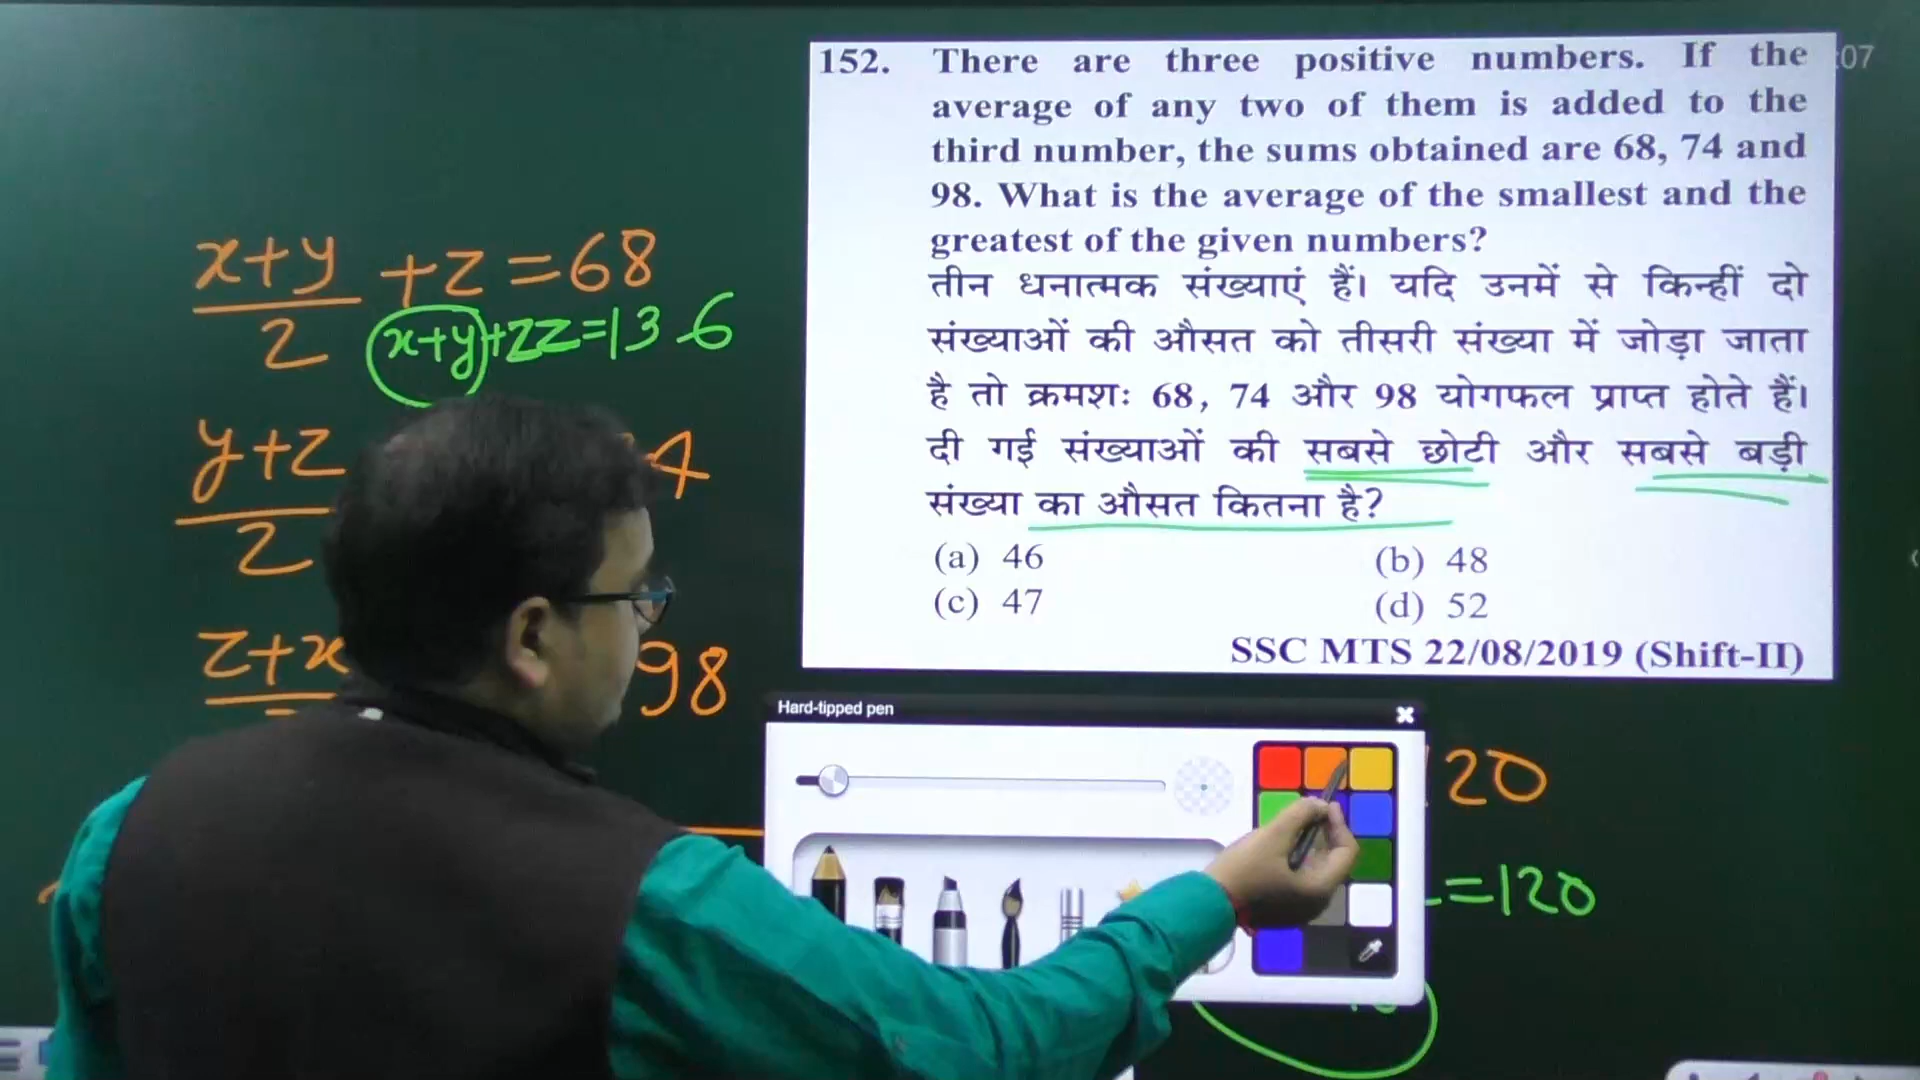 152. There are three positive numbers. If the
average of any two of them is added to the
third number, the sums obtained are 68, 74 and
98. What is the average of the smallest and the
greatest of the given numbers?
तीन धनात्मक संख्याएं हैं। यदि उनमें से किन्हीं दो
संख्याओं की औसत को तीसरी संख्या में जोड़ा जाता
है तो क्रमशः 68, 74 और 98 योगफल प्राप्त होते हैं।
दी गई संख्याओं की सबसे छोटी और सबसे बड़ी
संख्या का औसत कितना है?
(a) 46 (b) 48
(c) 47 (d) 52
SSC MTS 22/08/2019 (Shift-II)
:07
x+y/2 +z=68
x+y+2z=136
y+z/2 4
z+x 98
Hard-tipped pen
20
=120